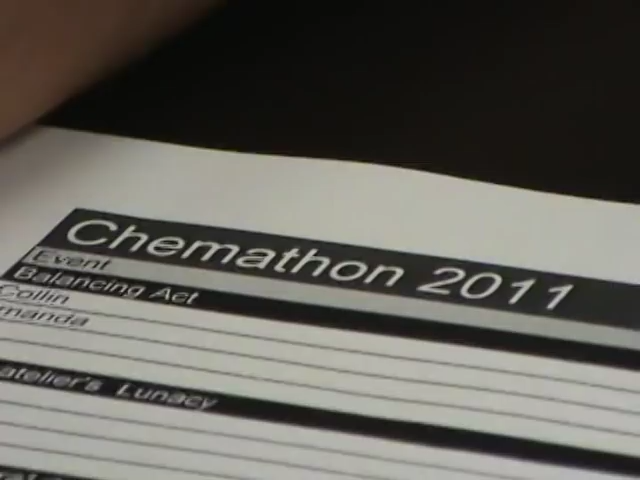 Chemathon 2011
Event
Balancing Act
Collin
manda
atelier's Lunacy